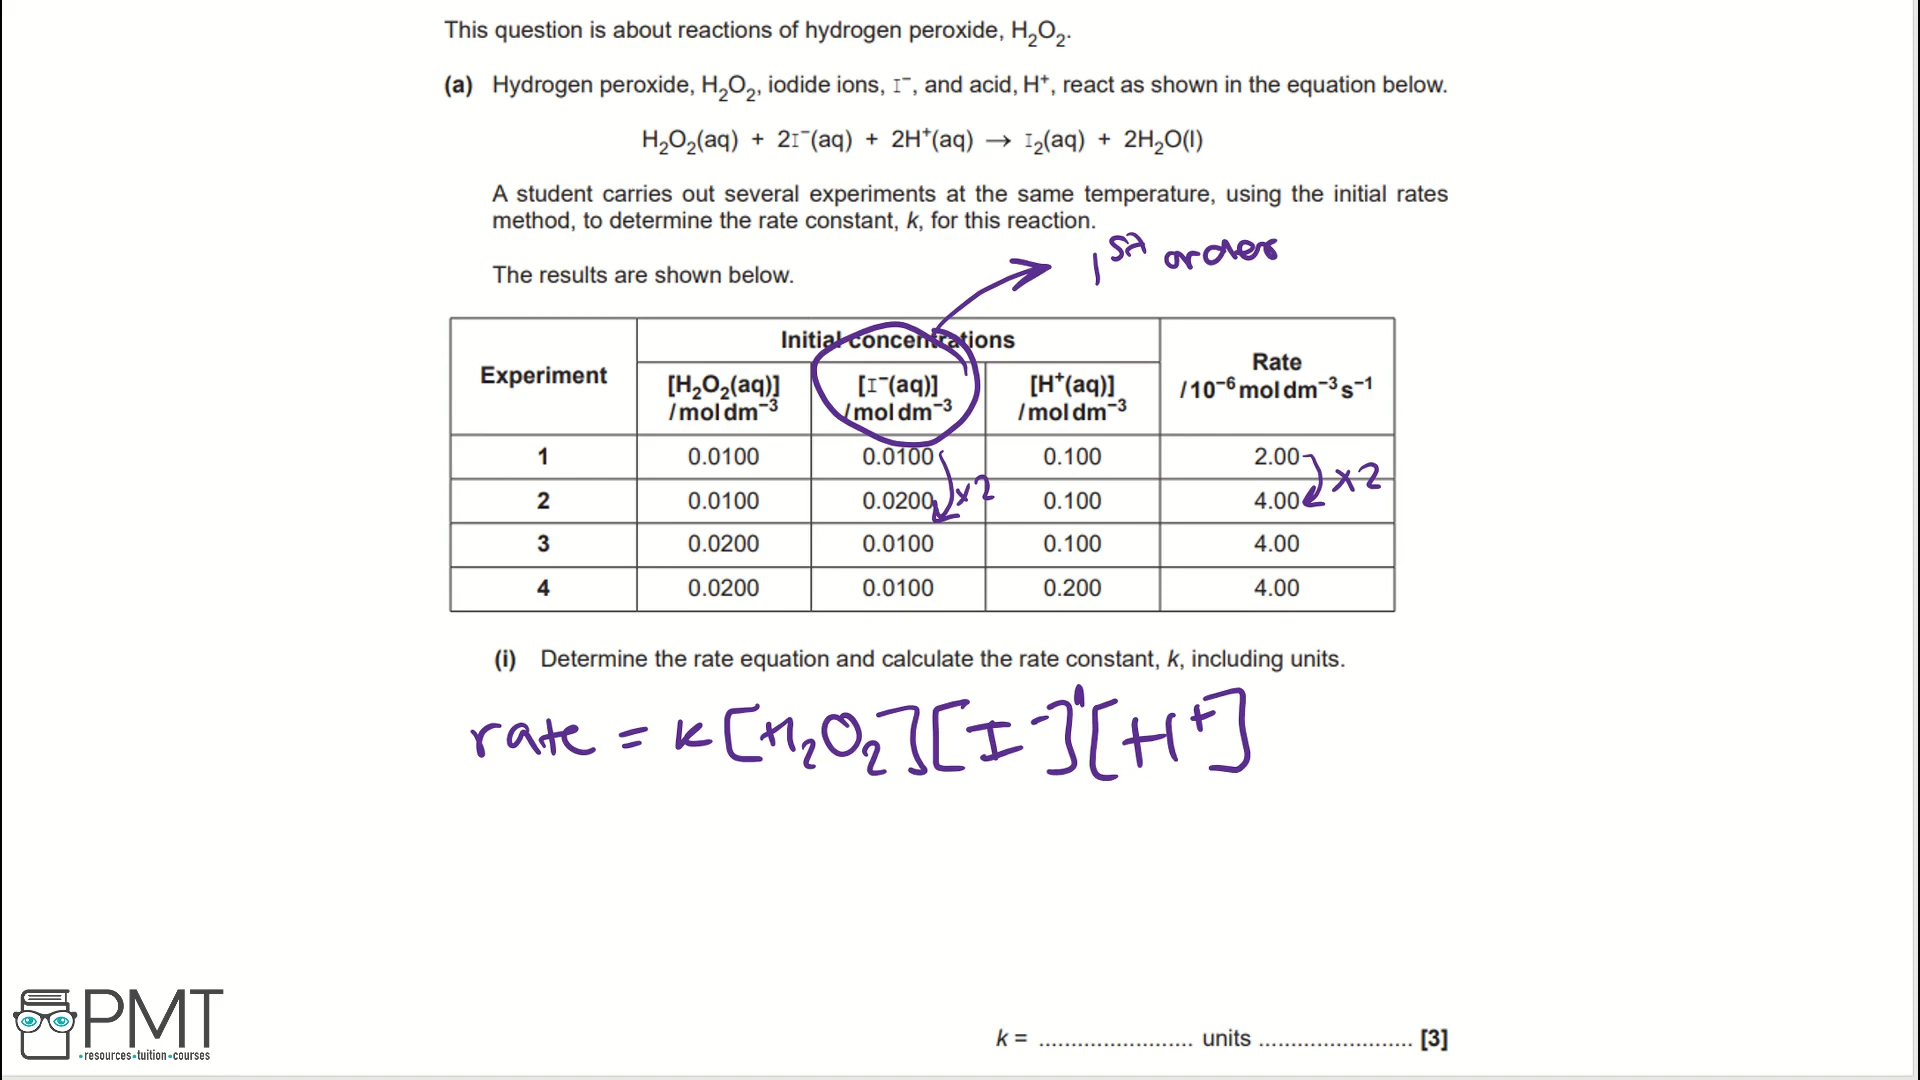 This question is about reactions of hydrogen peroxide, H₂O₂.
(a) Hydrogen peroxide, H₂O₂, iodide ions, I⁻, and acid, H⁺, react as shown in the equation below.
H₂O₂(aq) + 2I⁻(aq) + 2H⁺(aq) → I₂(aq) + 2H₂O(l)
A student carries out several experiments at the same temperature, using the initial rates
method, to determine the rate constant, k, for this reaction.
1st order
The results are shown below.
Experiment Initial concentrations Rate /10⁻⁶ mol dm⁻³ s⁻¹
[H₂O₂(aq)] /mol dm⁻³ [I⁻(aq)] /mol dm⁻³ [H⁺(aq)] /mol dm⁻³
1 0.0100 0.0100 0.100 2.00
×2 ×2
2 0.0100 0.0200 0.100 4.00
3 0.0200 0.0100 0.100 4.00
4 0.0200 0.0100 0.200 4.00
(i) Determine the rate equation and calculate the rate constant, k, including units.
rate = k[H₂O₂][I⁻]¹[H⁺]
k = ........................ units ........................ [3]
PMT
resources•tuition•courses